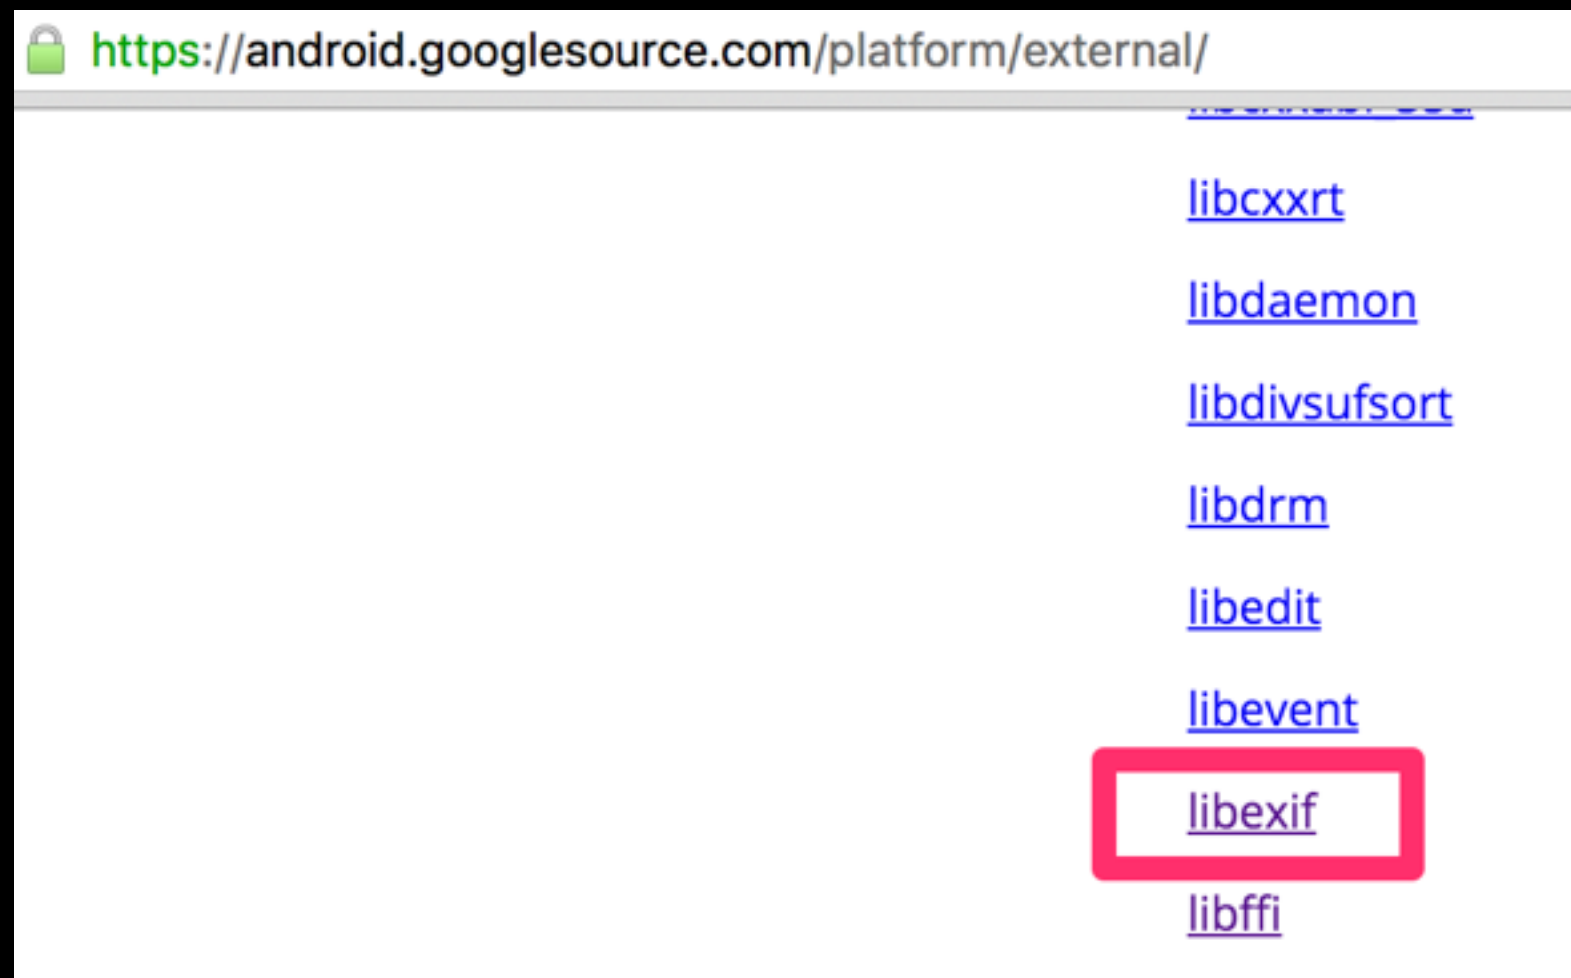 https://android.googlesource.com/platform/external/
libcxxrt
libdaemon
libdivsufsort
libdrm
libedit
libevent
libexif
libffi